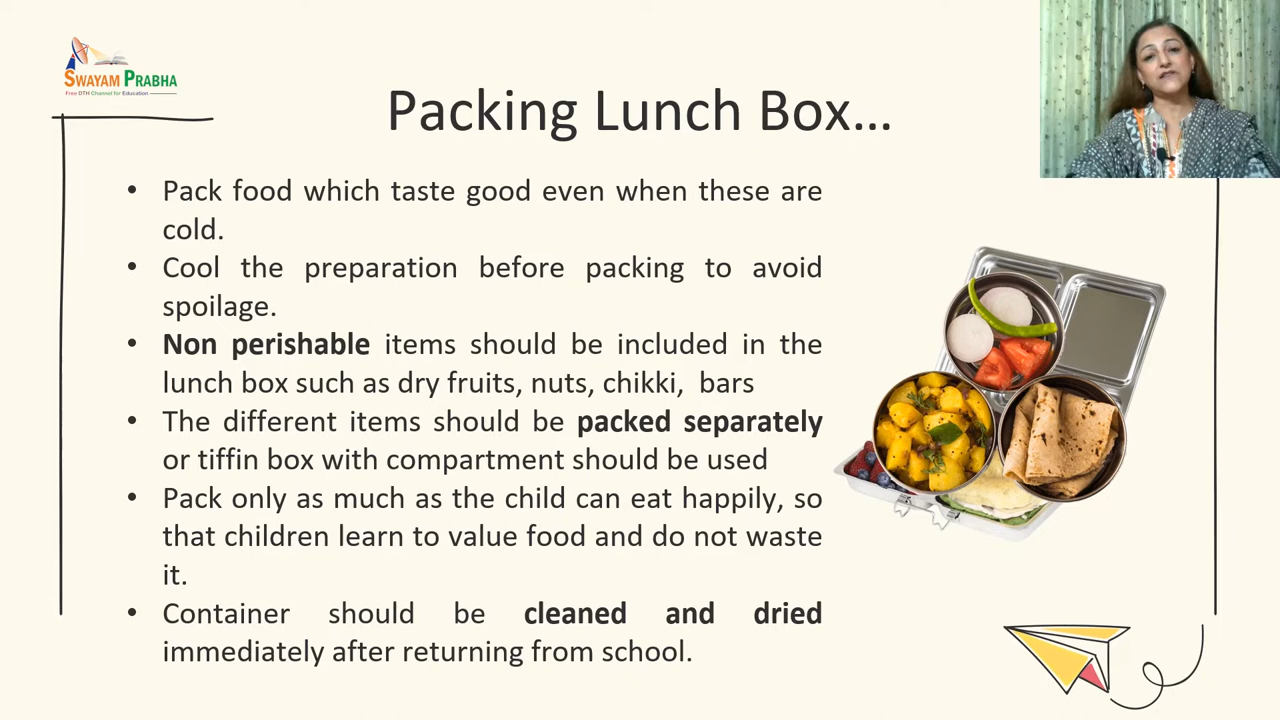 SWAYAM PRABHA
Free DTH Channel for Education
Packing Lunch Box…
• Pack food which taste good even when these are
cold.
• Cool the preparation before packing to avoid
spoilage.
• Non perishable items should be included in the
lunch box such as dry fruits, nuts, chikki,  bars
• The different items should be packed separately
or tiffin box with compartment should be used
• Pack only as much as the child can eat happily, so
that children learn to value food and do not waste
it.
• Container should be cleaned and dried
immediately after returning from school.